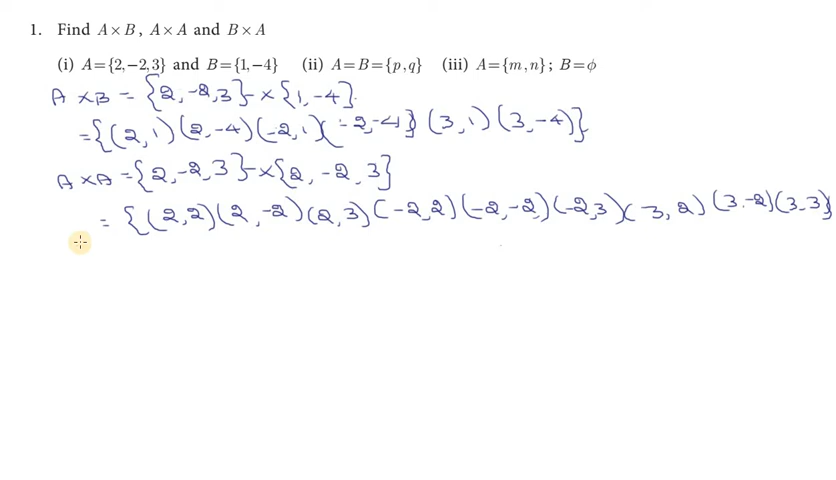 1. Find A×B, A×A and B×A
(i) A={2,−2,3} and B={1,−4} (ii) A=B={p,q} (iii) A={m,n}; B=ϕ
A×B = {2,-2,3}×{1,-4}.
={(2,1)(2,-4)(-2,1)(-2,-4)(3,1)(3,-4)}
A×A ={2,-2,3}×{2,-2,3}
= {(2,2)(2,-2)(2,3)(-2,2)(-2,-2)(-2,3)(3,2)(3,-2)(3,3)}